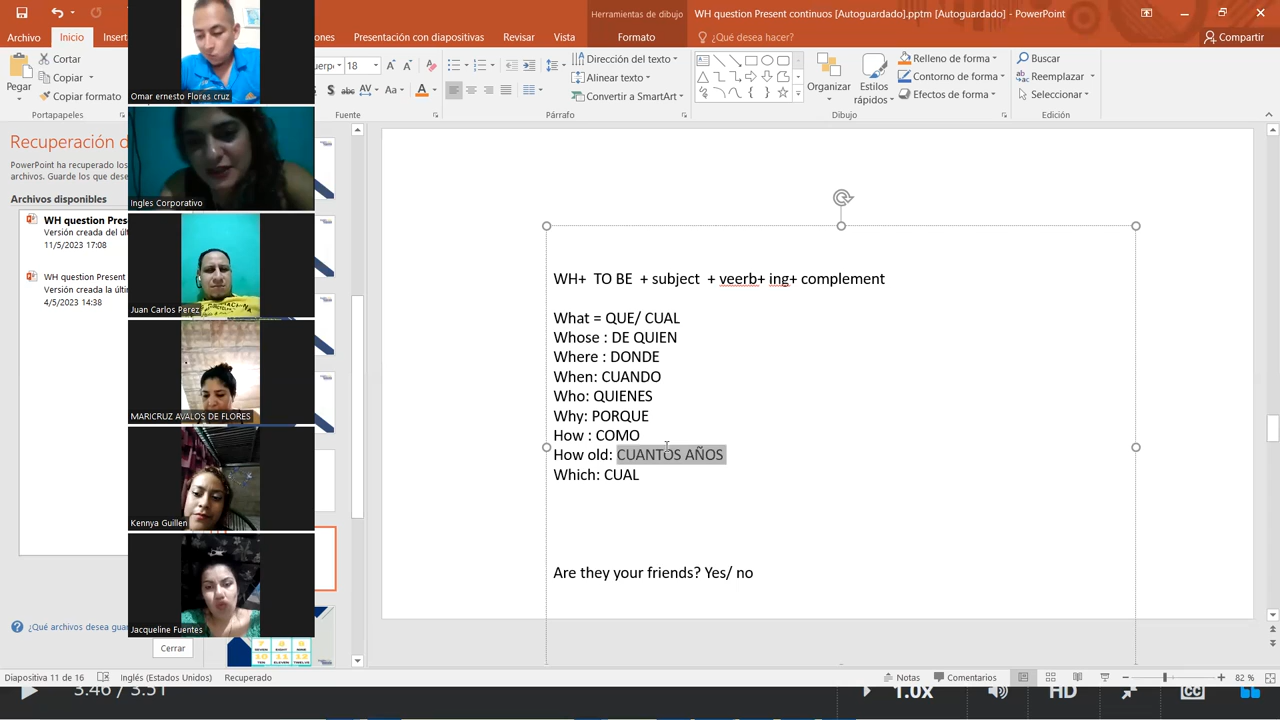 Herramientas de dibujo
WH question Present continuos [Autoguardado].pptm [Autoguardado] - PowerPoint
Archivo
Inicio
Insert
Presentación con diapositivas
Revisar
Vista
Formato
¿Qué desea hacer?
Compartir
Pegar
Cortar
Copiar
Copiar formato
Portapapeles
18
Fuente
Dirección del texto
Alinear texto
Convertir a SmartArt
Párrafo
Organizar
Estilos
rápidos
Relleno de forma
Contorno de forma
Efectos de forma
Dibujo
Buscar
Reemplazar
Seleccionar
Edición
Recuperación d
PowerPoint ha recuperado los
archivos. Guarde los que dese
Archivos disponibles
WH question Pres
Versión creada del últ
11/5/2023 17:08
WH question Present
Versión creada la últin
4/5/2023 14:38
¿Qué archivos desea guar
Cerrar
Omar ernesto Flores cruz
Ingles Corporativo
Juan Carlos Perez
MARICRUZ AVALOS DE FLORES
Kennya Guillen
Jacqueline Fuentes
WH+ TO BE + subject + veerb+ ing+ complement
What = QUE/ CUAL
Whose : DE QUIEN
Where : DONDE
When: CUANDO
Who: QUIENES
Why: PORQUE
How : COMO
How old: CUANTOS AÑOS
Which: CUAL
Are they your friends? Yes/ no
Diapositiva 11 de 16
Inglés (Estados Unidos)
Recuperado
Notas
Comentarios
82 %
3:46 / 3:51
1.0x
HD
CC